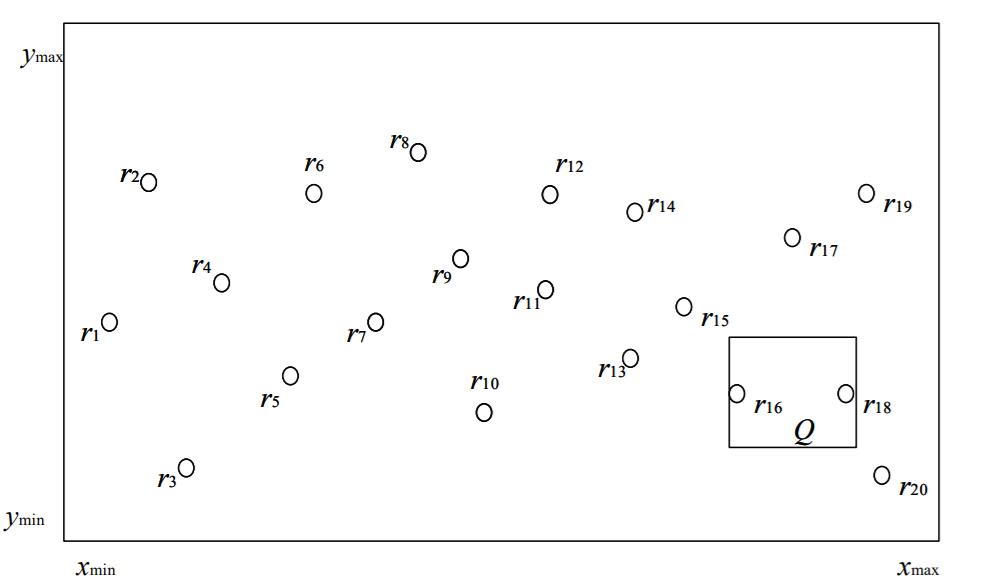 ymax
r8
r6
r12
r2
r14
r19
r17
r4
r9
r11
r15
r1
r7
r13
r10
r5
r16
r18
Q
r3
r20
ymin
xmin
xmax